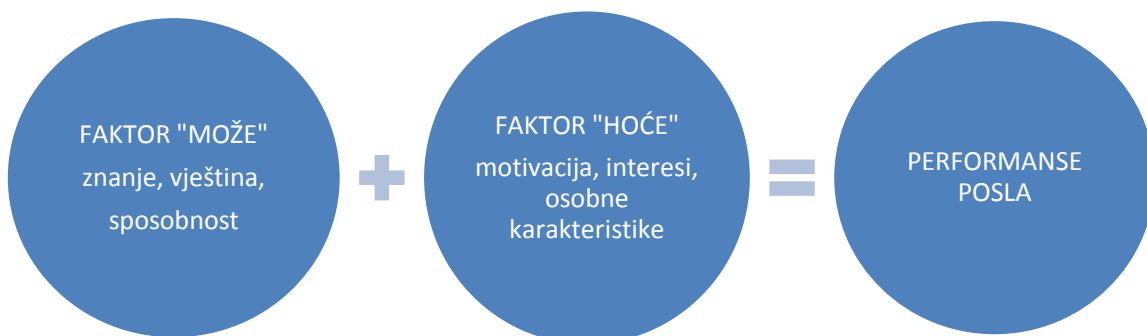 FAKTOR "MOŽE"
znanje, vještina,
sposobnost
FAKTOR "HOĆE"
motivacija, interesi,
osobne
karakteristike
PERFORMANSE
POSLA